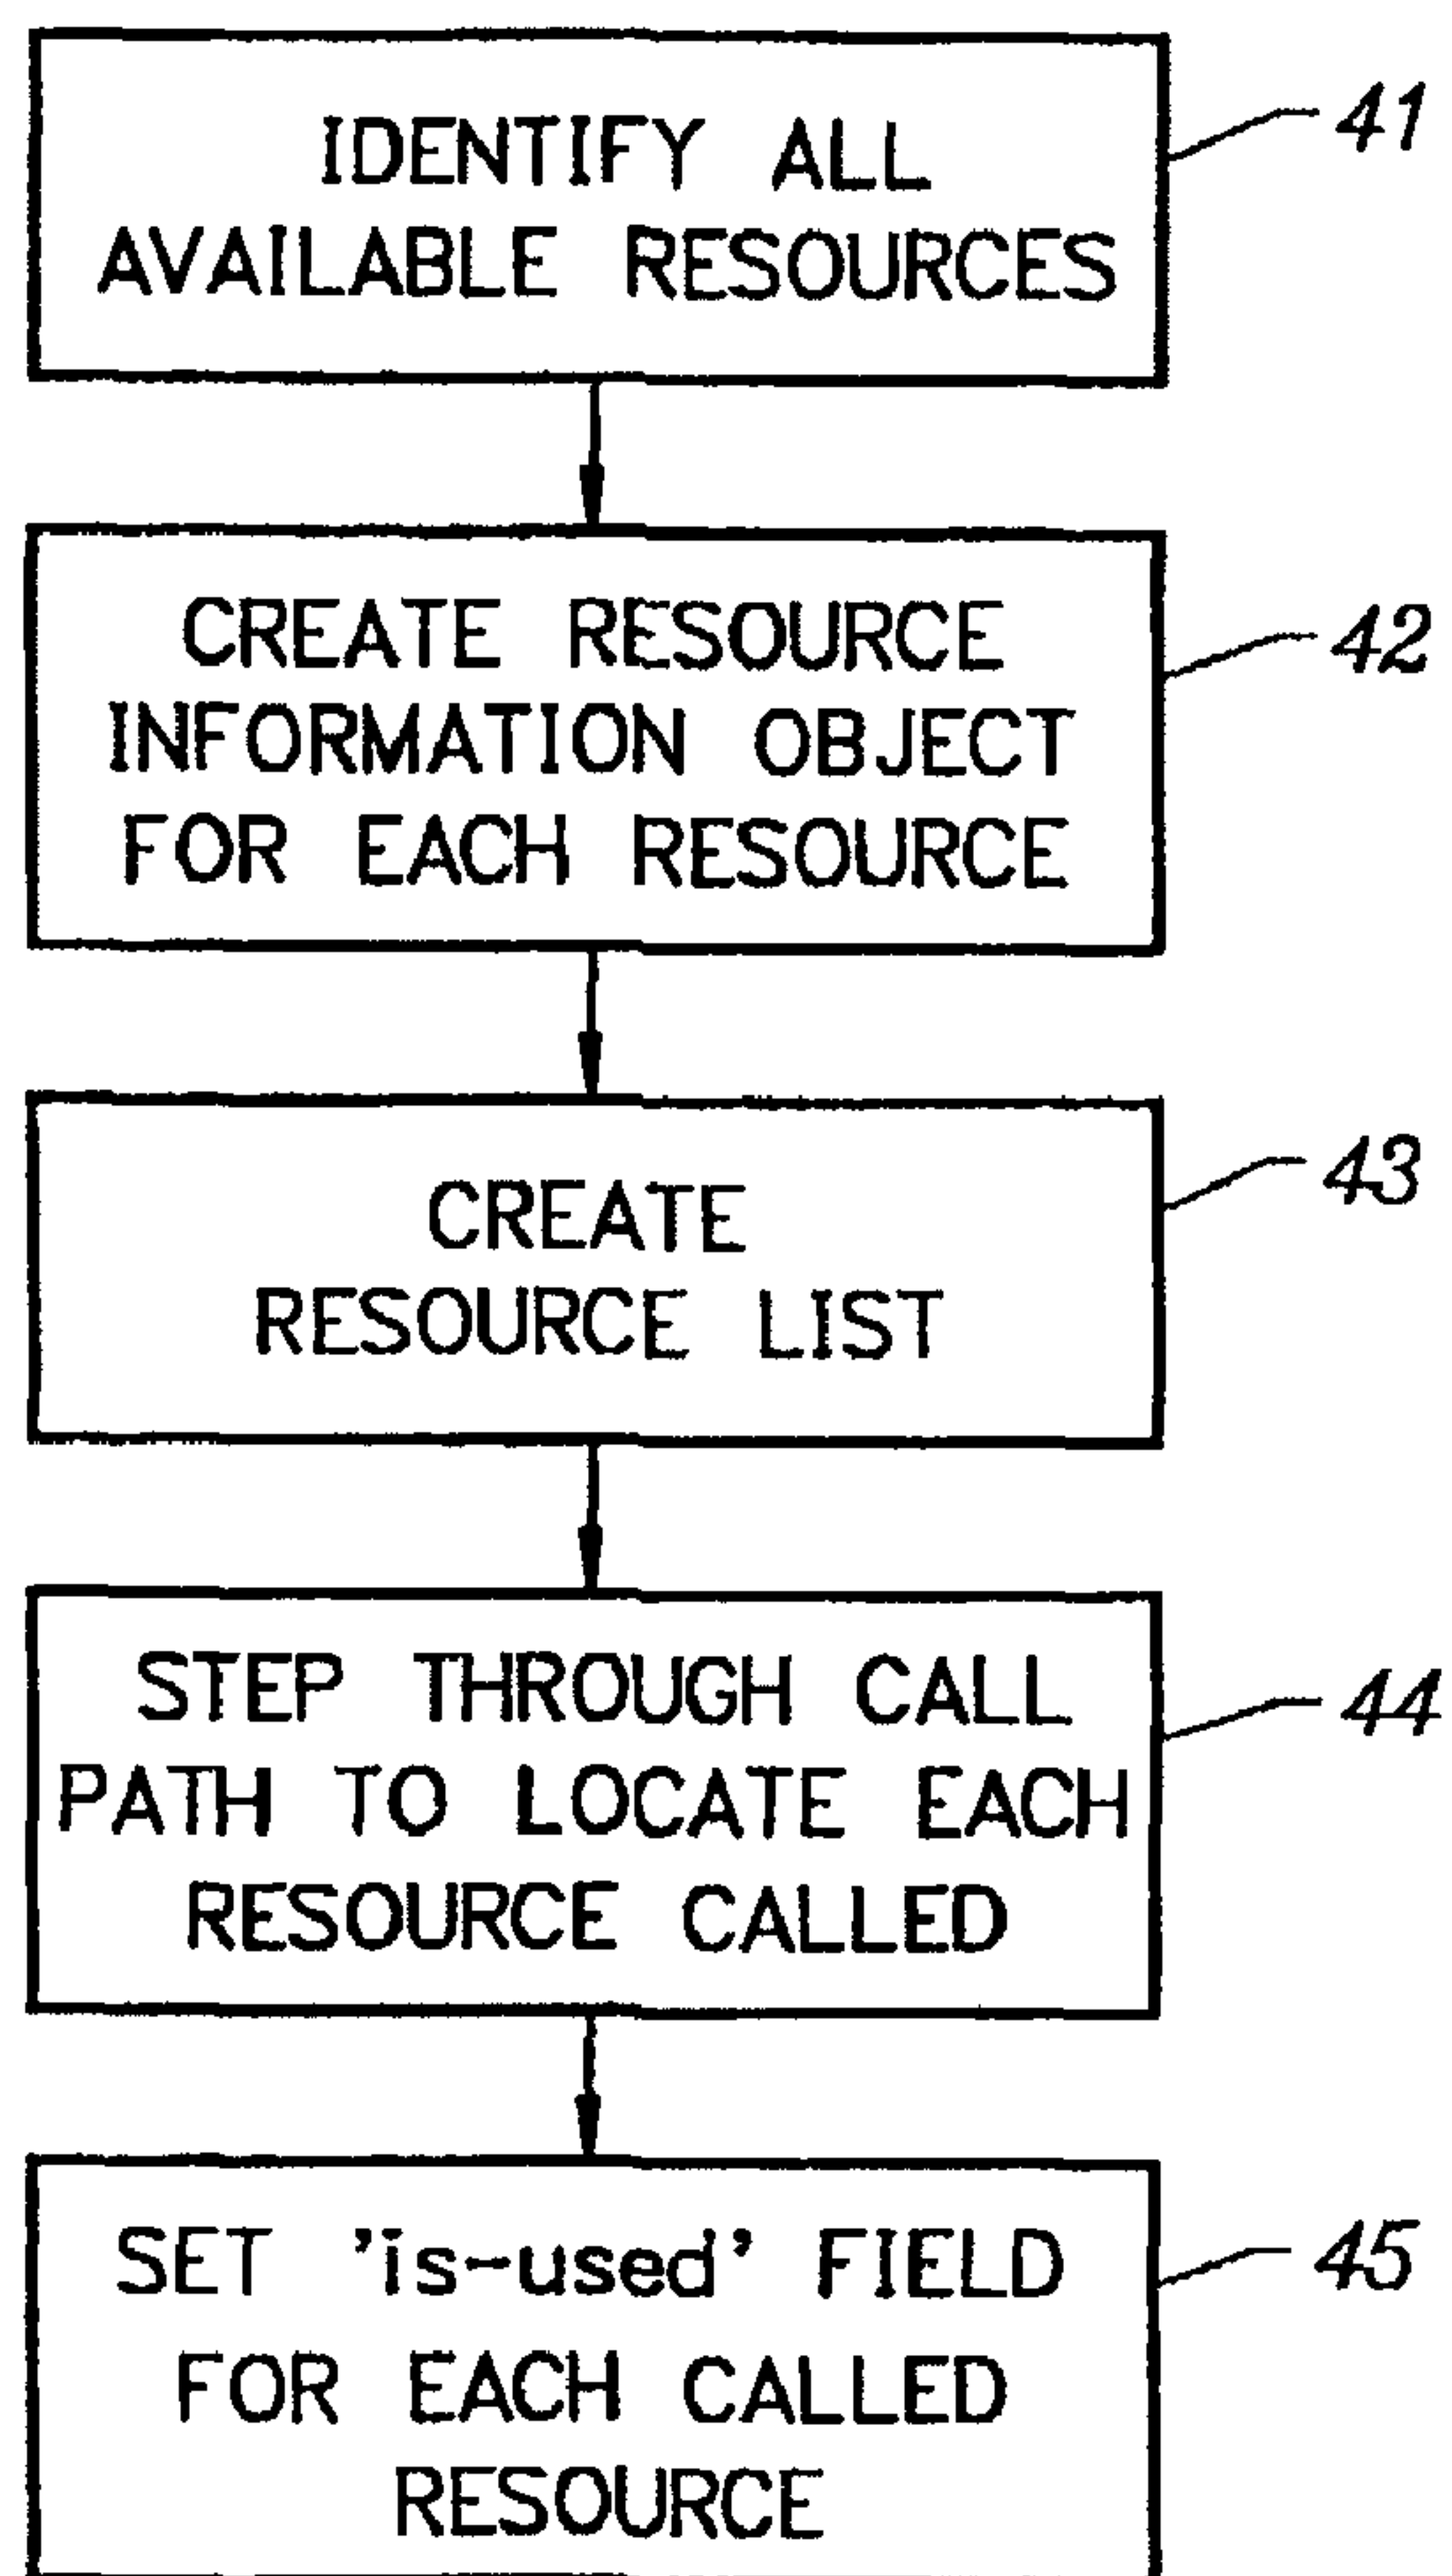 IDENTIFY ALL
AVAILABLE RESOURCES
41
CREATE RESOURCE
INFORMATION OBJECT
FOR EACH RESOURCE
42
CREATE
RESOURCE LIST
43
STEP THROUGH CALL
PATH TO LOCATE EACH
RESOURCE CALLED
44
SET 'is-used' FIELD
FOR EACH CALLED
RESOURCE
45